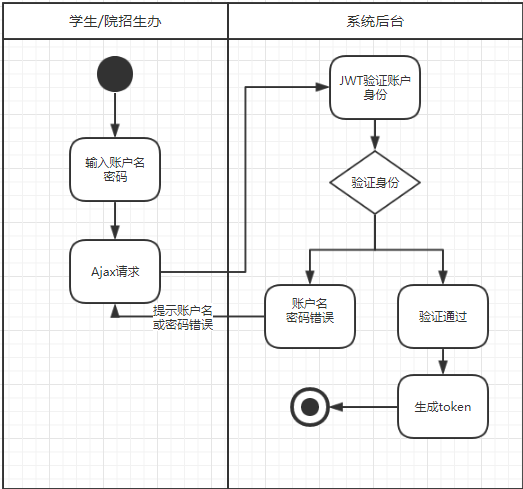 学生/院招生办
系统后台
JWT验证账户
身份
输入账户名
密码
验证身份
Ajax请求
提示账户名
或密码错误
账户名
密码错误
验证通过
生成token